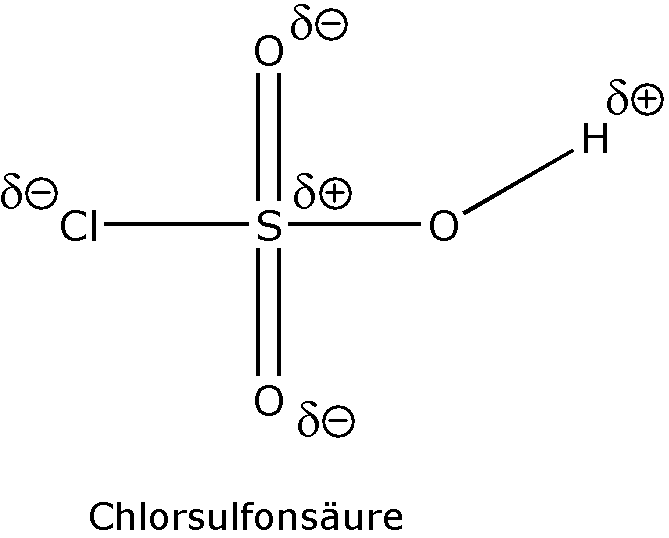 O δ⊖
H δ⊕
δ⊖ Cl S δ⊕ O
O δ⊖
Chlorsulfonsäure